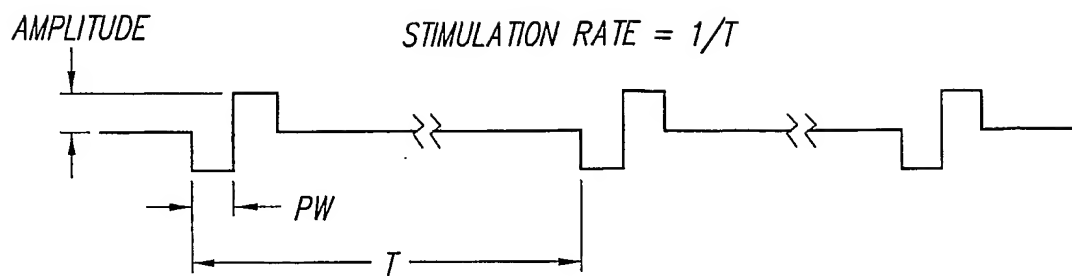 AMPLITUDE
STIMULATION RATE = 1/T
PW
T